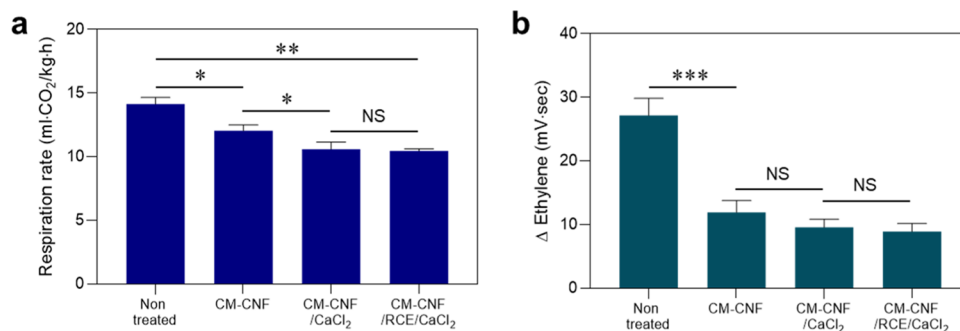 a
Respiration rate (ml·CO₂/kg·h)
20
15
10
5
0
**
*
*
NS
Non
treated
CM-CNF
CM-CNF
/CaCl₂
CM-CNF
/RCE/CaCl₂
b
Δ Ethylene (mV·sec)
40
30
20
10
0
***
NS
NS
Non
treated
CM-CNF
CM-CNF
/CaCl₂
CM-CNF
/RCE/CaCl₂